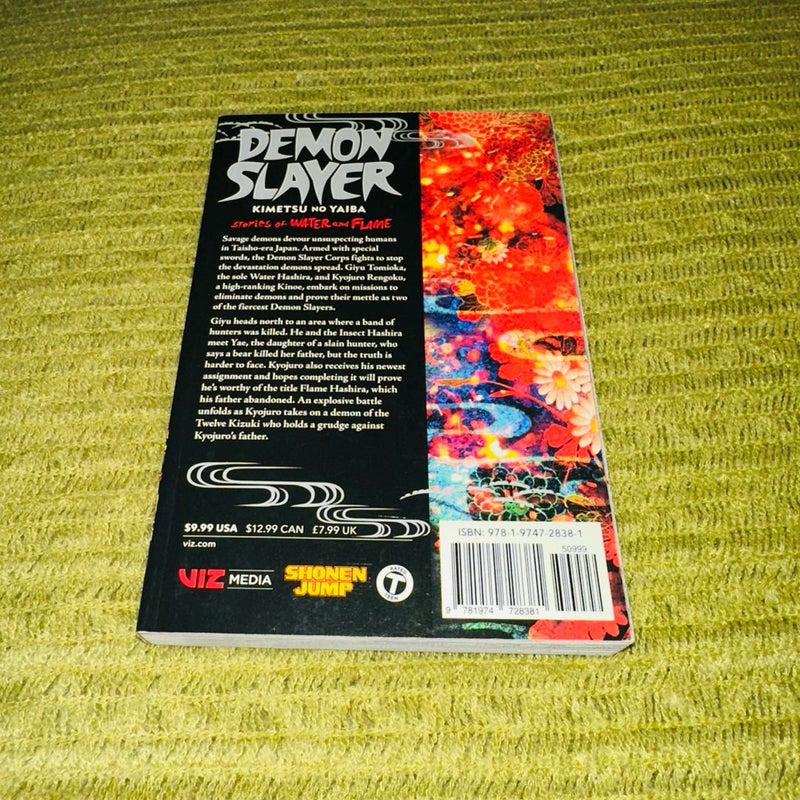 DEMON
SLAYER
KIMETSU NO YAIBA
STORIES OF WATER and FLAME
Savage demons devour unsuspecting humans
in Taisho-era Japan. Armed with special
swords, the Demon Slayer Corps fights to stop
the devastation demons spread. Giyu Tomioka,
the sole Water Hashira, and Kyojuro Rengoku,
a high-ranking Kinoe, embark on missions to
eliminate demons and prove their mettle as two
of the fiercest Demon Slayers.
Giyu heads north to an area where a band of
hunters was killed. He and the Insect Hashira
meet Yae, the daughter of a slain hunter, who
says a bear killed her father, but the truth is
harder to face. Kyojuro also receives his newest
assignment and hopes completing it will prove
he's worthy of the title Flame Hashira, which
his father abandoned. An explosive battle
unfolds as Kyojuro takes on a demon of the
Twelve Kizuki who holds a grudge against
Kyojuro's father.
$9.99 USA $12.99 CAN £7.99 UK
viz.com
VIZ MEDIA
SHONEN
JUMP
RATED
T
TEEN
ISBN: 978-1-9747-2838-1
50999
9 781974 728381